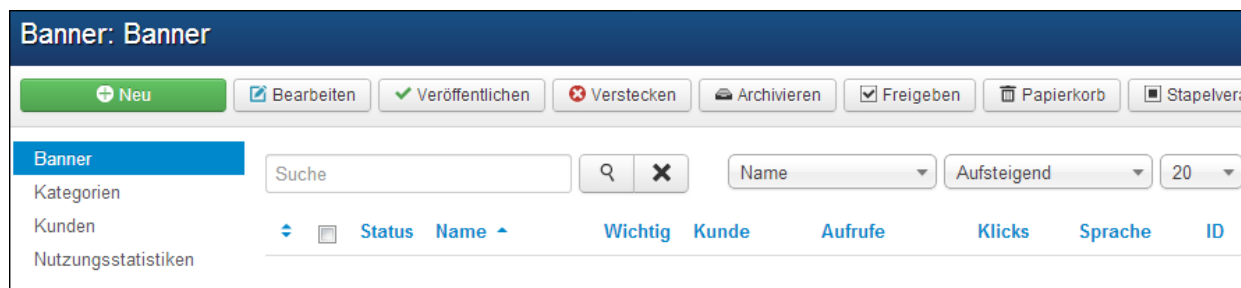 Banner: Banner
Neu Bearbeiten Veröffentlichen Verstecken Archivieren Freigeben Papierkorb
Banner
Kategorien
Kunden
Nutzungsstatistiken
Suche Name Aufsteigend 20
Status Name Wichtig Kunde Aufrufe Klicks Sprache ID